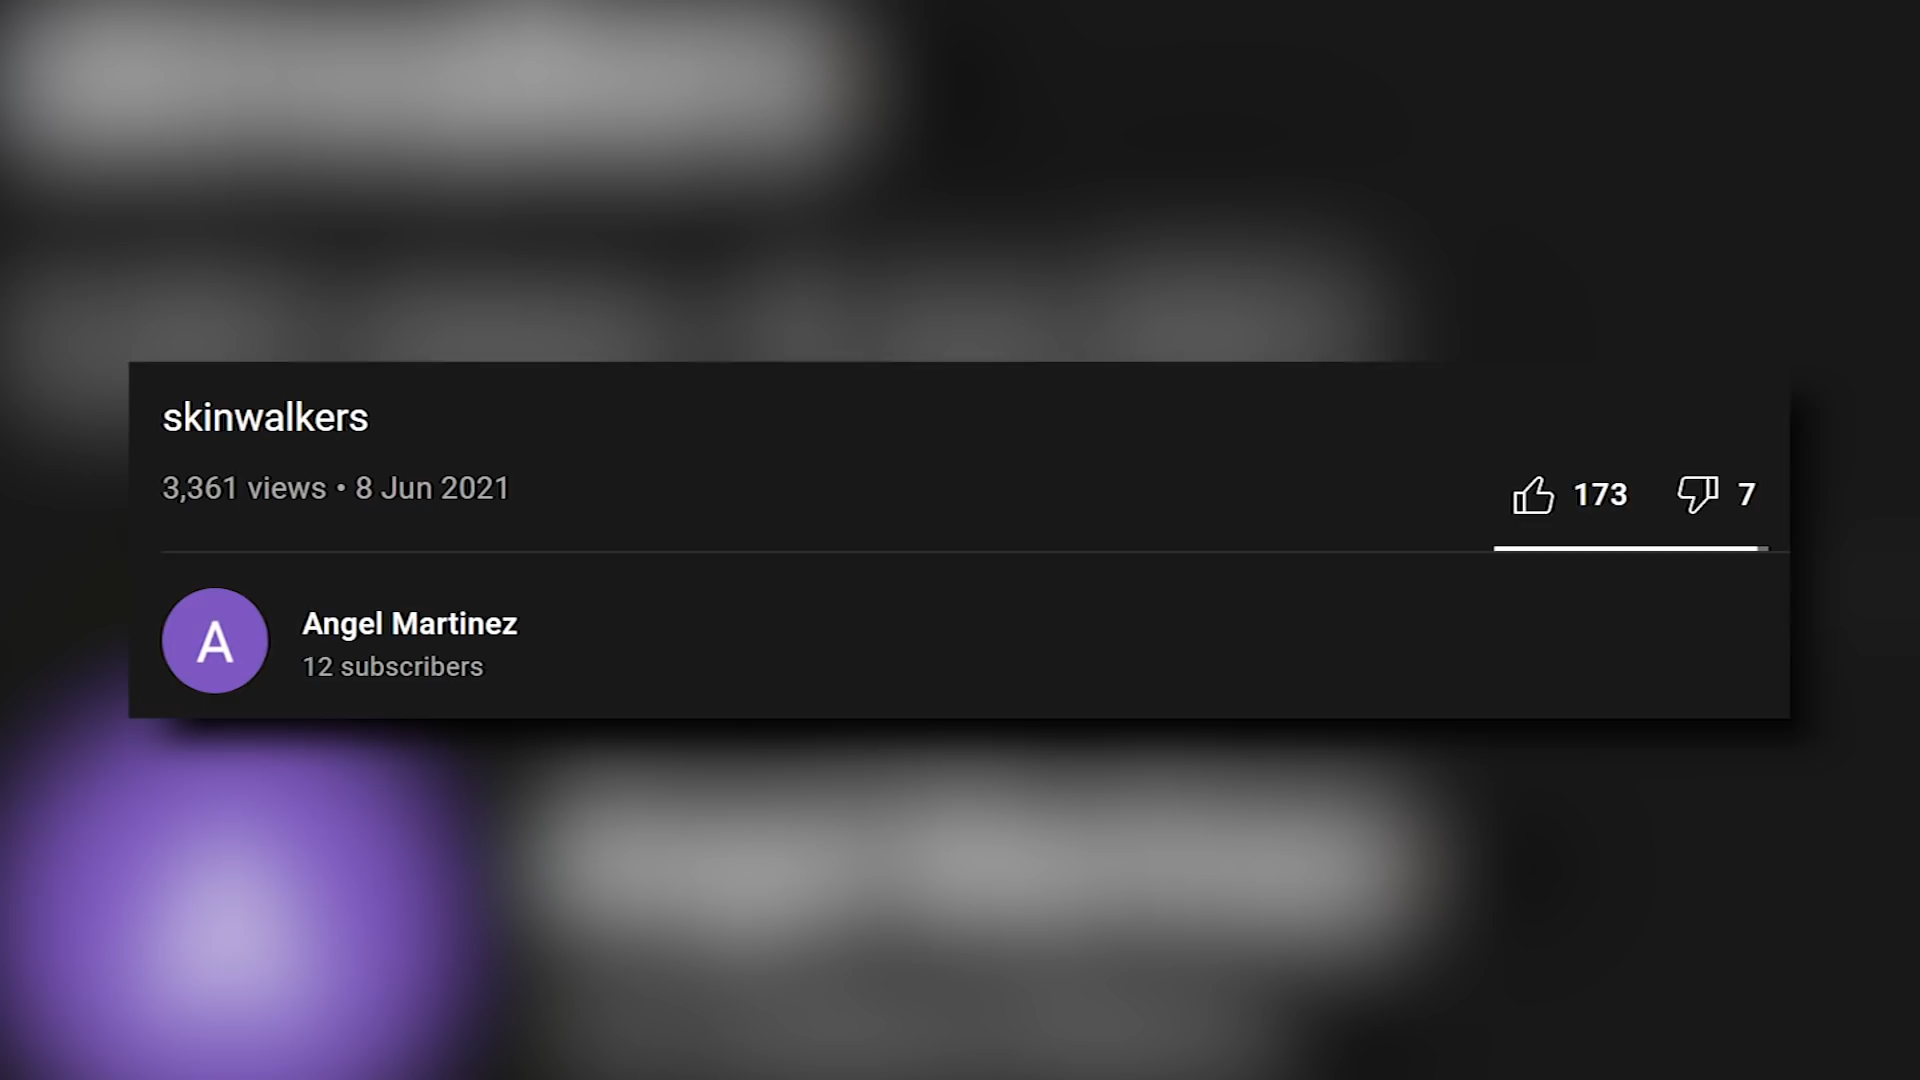 skinwalkers
3,361 views • 8 Jun 2021
173
7
A
Angel Martinez
12 subscribers